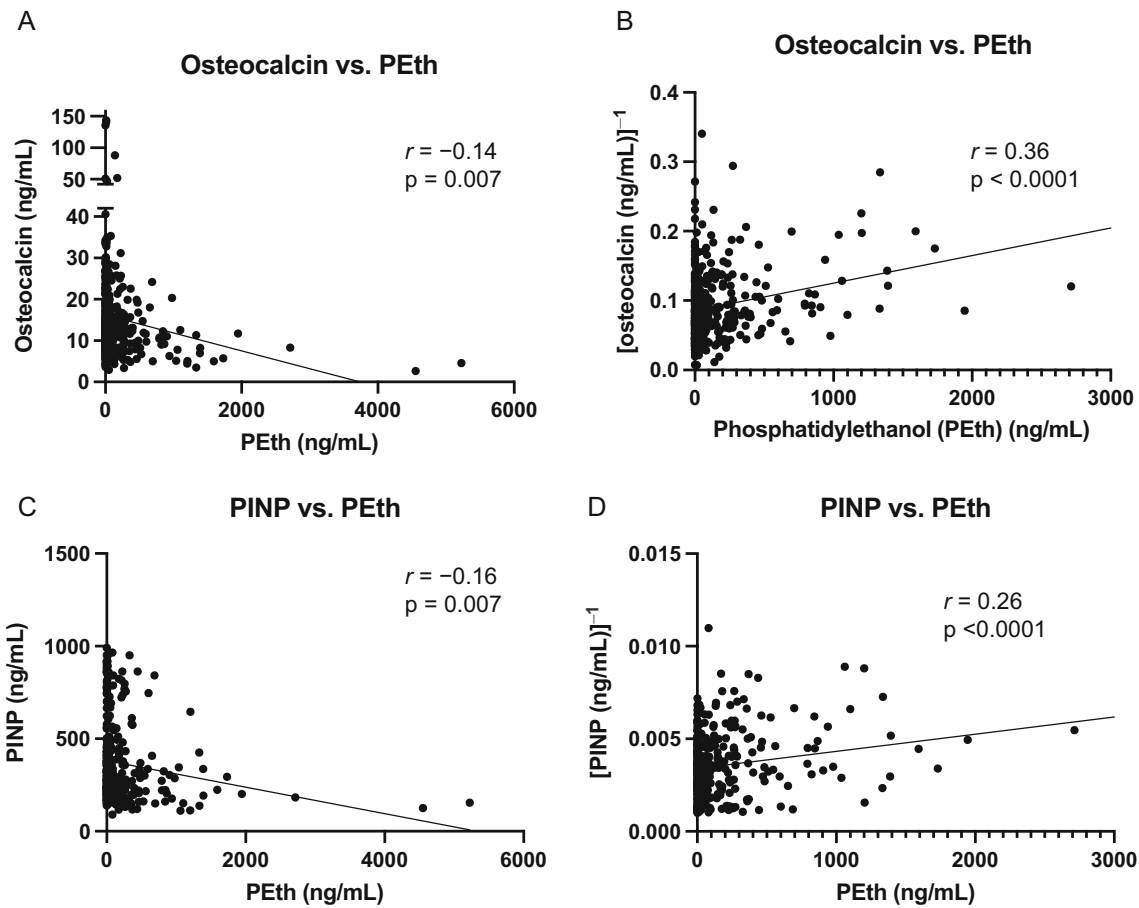 A
Osteocalcin vs. PEth
Osteocalcin (ng/mL)
150
100
50
40
30
20
10
0
r = −0.14
p = 0.007
0 2000 4000 6000
PEth (ng/mL)
B
Osteocalcin vs. PEth
[osteocalcin (ng/mL)]⁻¹
0.4
0.3
0.2
0.1
0.0
r = 0.36
p < 0.0001
0 1000 2000 3000
Phosphatidylethanol (PEth) (ng/mL)
C
PINP vs. PEth
PINP (ng/mL)
1500
1000
500
0
r = −0.16
p = 0.007
0 2000 4000 6000
PEth (ng/mL)
D
PINP vs. PEth
[PINP (ng/mL)]⁻¹
0.015
0.010
0.005
0.000
r = 0.26
p <0.0001
0 1000 2000 3000
PEth (ng/mL)